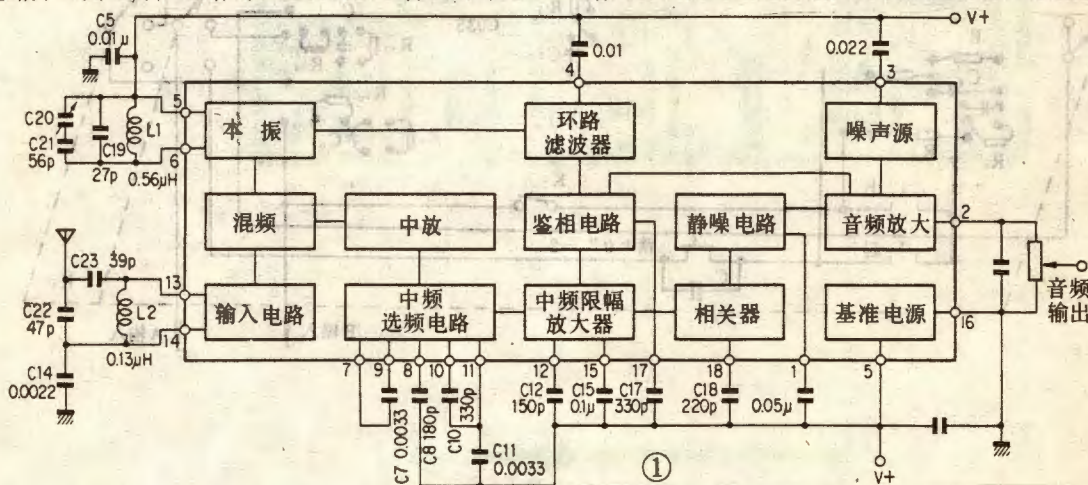 C5
0.01μ
V+
0.01
4
0.022
3
C20
C21
56p
C19
27p
L1
0.56μH
5
6
本振
环路
滤波器
噪声源
混频
中放
鉴相电路
静噪电路
音频放大
2
C23 39p
C22
47p
L2
0.13μH
C14
0.0022
13
14
输入电路
中频
选频电路
中频限幅
放大器
相关器
基准电源
16
音频
输出
7
9
8
10
11
12
15
17
18
1
5
C7 0.0033
C8 180p
C10 330p
C11
0.0033
C12
150p
C15
0.1μ
C17
330p
C18
220p
0.05μ
V+
①